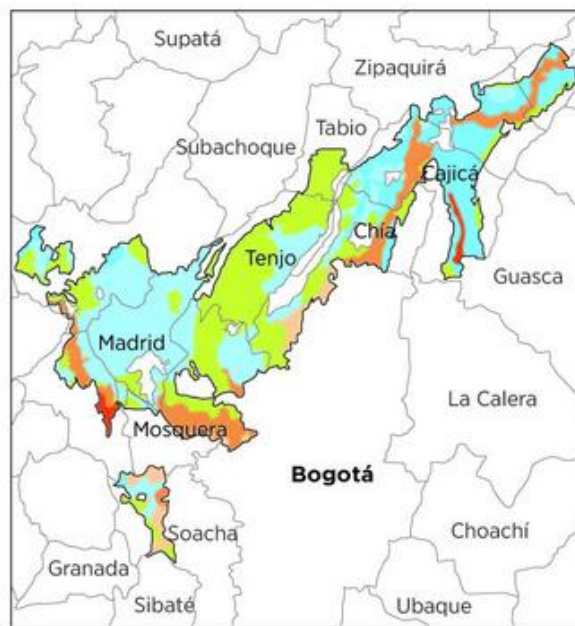 Supatá
Zipaquirá
Tabio
Subachoque
Cajicá
Chía
Tenjo
Guasca
Madrid
La Calera
Mosquera
Bogotá
Soacha
Choachí
Granada
Sibaté
Ubaque